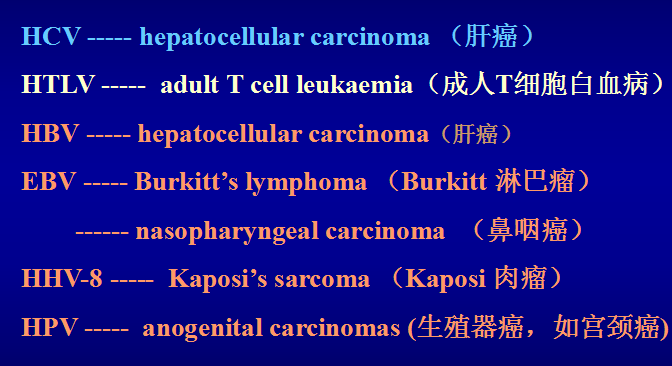 HCV ----- hepatocellular carcinoma （肝癌）
HTLV ----- adult T cell leukaemia（成人T细胞白血病）
HBV ----- hepatocellular carcinoma（肝癌）
EBV ----- Burkitt’s lymphoma （Burkitt 淋巴瘤）
------ nasopharyngeal carcinoma （鼻咽癌）
HHV-8 ----- Kaposi’s sarcoma （Kaposi 肉瘤）
HPV ----- anogenital carcinomas (生殖器癌，如宫颈癌)